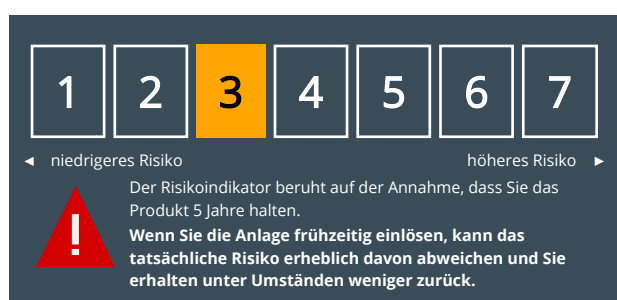 1 2 3 4 5 6 7
◄ niedrigeres Risiko höheres Risiko ►
Der Risikoindikator beruht auf der Annahme, dass Sie das
Produkt 5 Jahre halten.
Wenn Sie die Anlage frühzeitig einlösen, kann das
tatsächliche Risiko erheblich davon abweichen und Sie
erhalten unter Umständen weniger zurück.
!